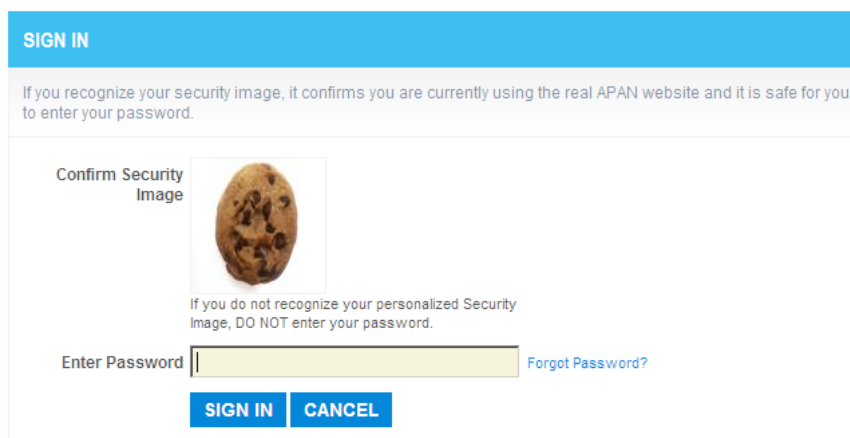 SIGN IN
If you recognize your security image, it confirms you are currently using the real APAN website and it is safe for you
to enter your password.
Confirm Security
Image
If you do not recognize your personalized Security
Image, DO NOT enter your password.
Enter Password
Forgot Password?
SIGN IN
CANCEL